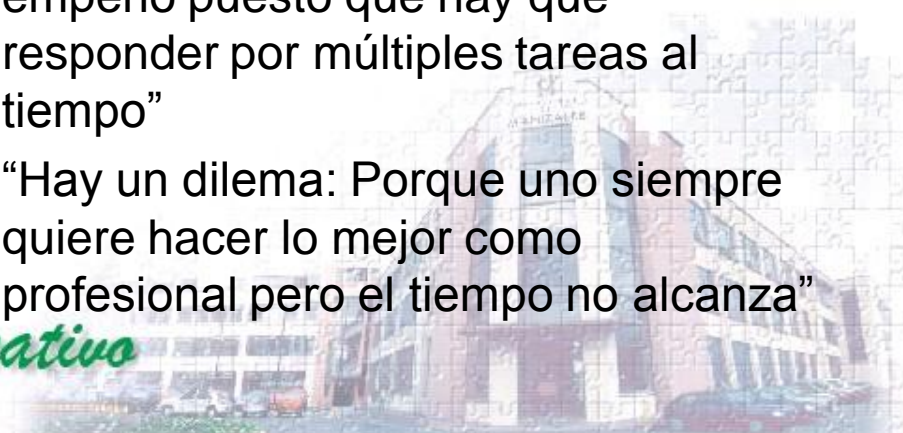 empeño puesto que hay que
responder por múltiples tareas al
tiempo”
“Hay un dilema: Porque uno siempre
quiere hacer lo mejor como
profesional pero el tiempo no alcanza”
ativo
MANIZALES